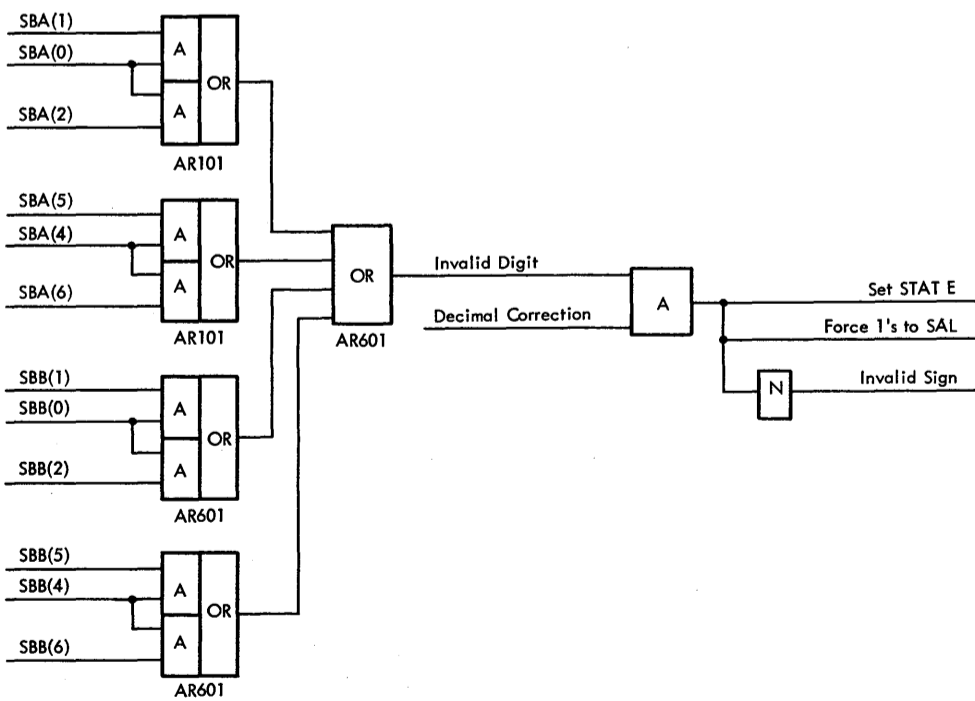 SBA(1)
SBA(0)
SBA(2)
A
A
OR
AR101
SBA(5)
SBA(4)
SBA(6)
A
A
OR
AR101
SBB(1)
SBB(0)
SBB(2)
A
A
OR
AR601
SBB(5)
SBB(4)
SBB(6)
A
A
OR
AR601
OR
AR601
Invalid Digit
Decimal Correction
A
Set STAT E
Force 1's to SAL
N
Invalid Sign